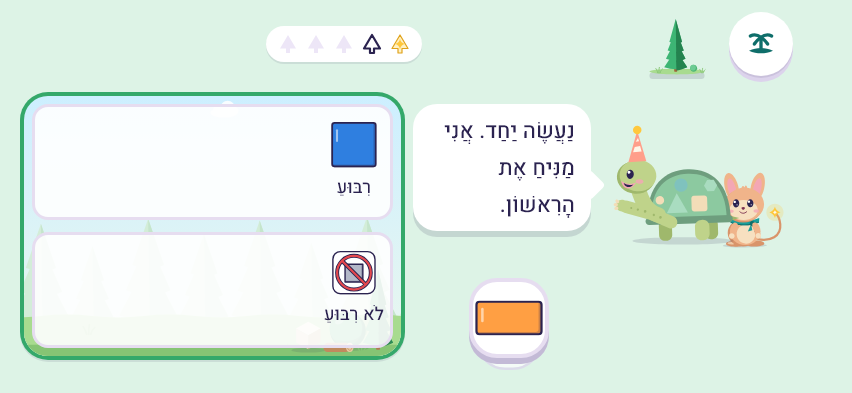 נַעֲשֶׂה יַחַד. אֲנִי
מַנִּיחַ אֶת
הָרִאשׁוֹן.
רִבּוּעַ
לֹא רִבּוּעַ